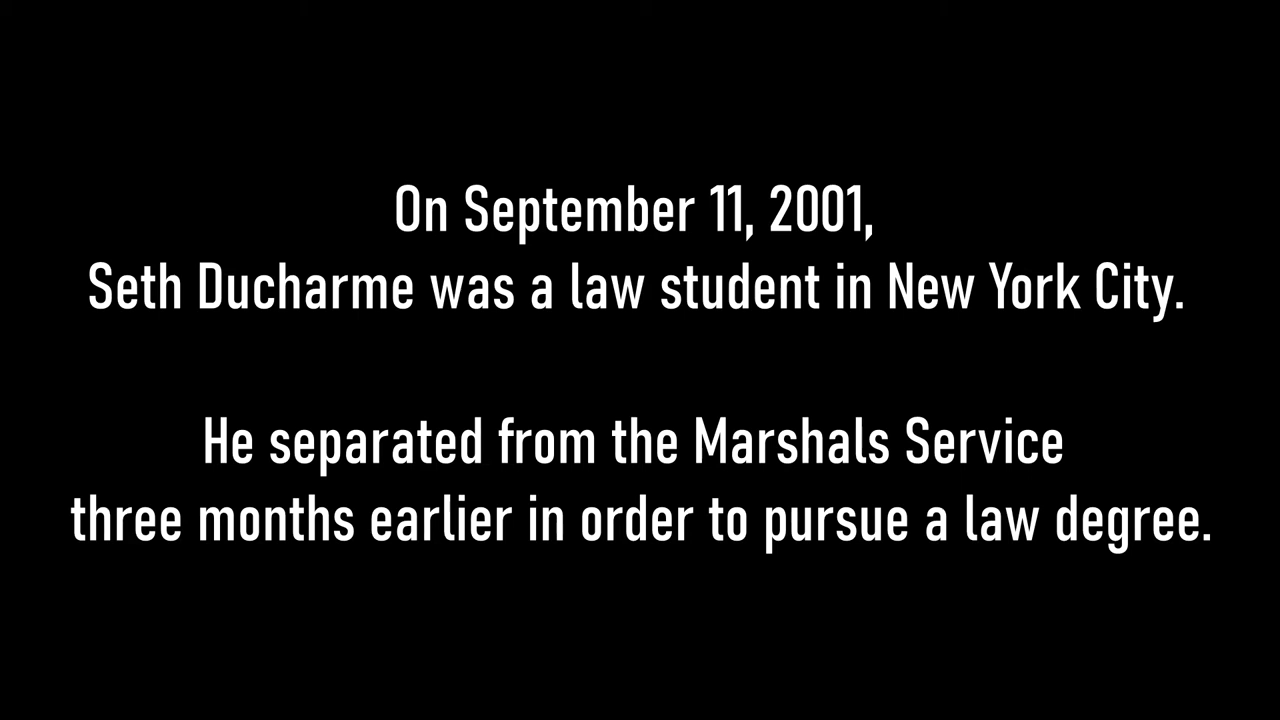 On September 11, 2001,
Seth Ducharme was a law student in New York City.
He separated from the Marshals Service
three months earlier in order to pursue a law degree.